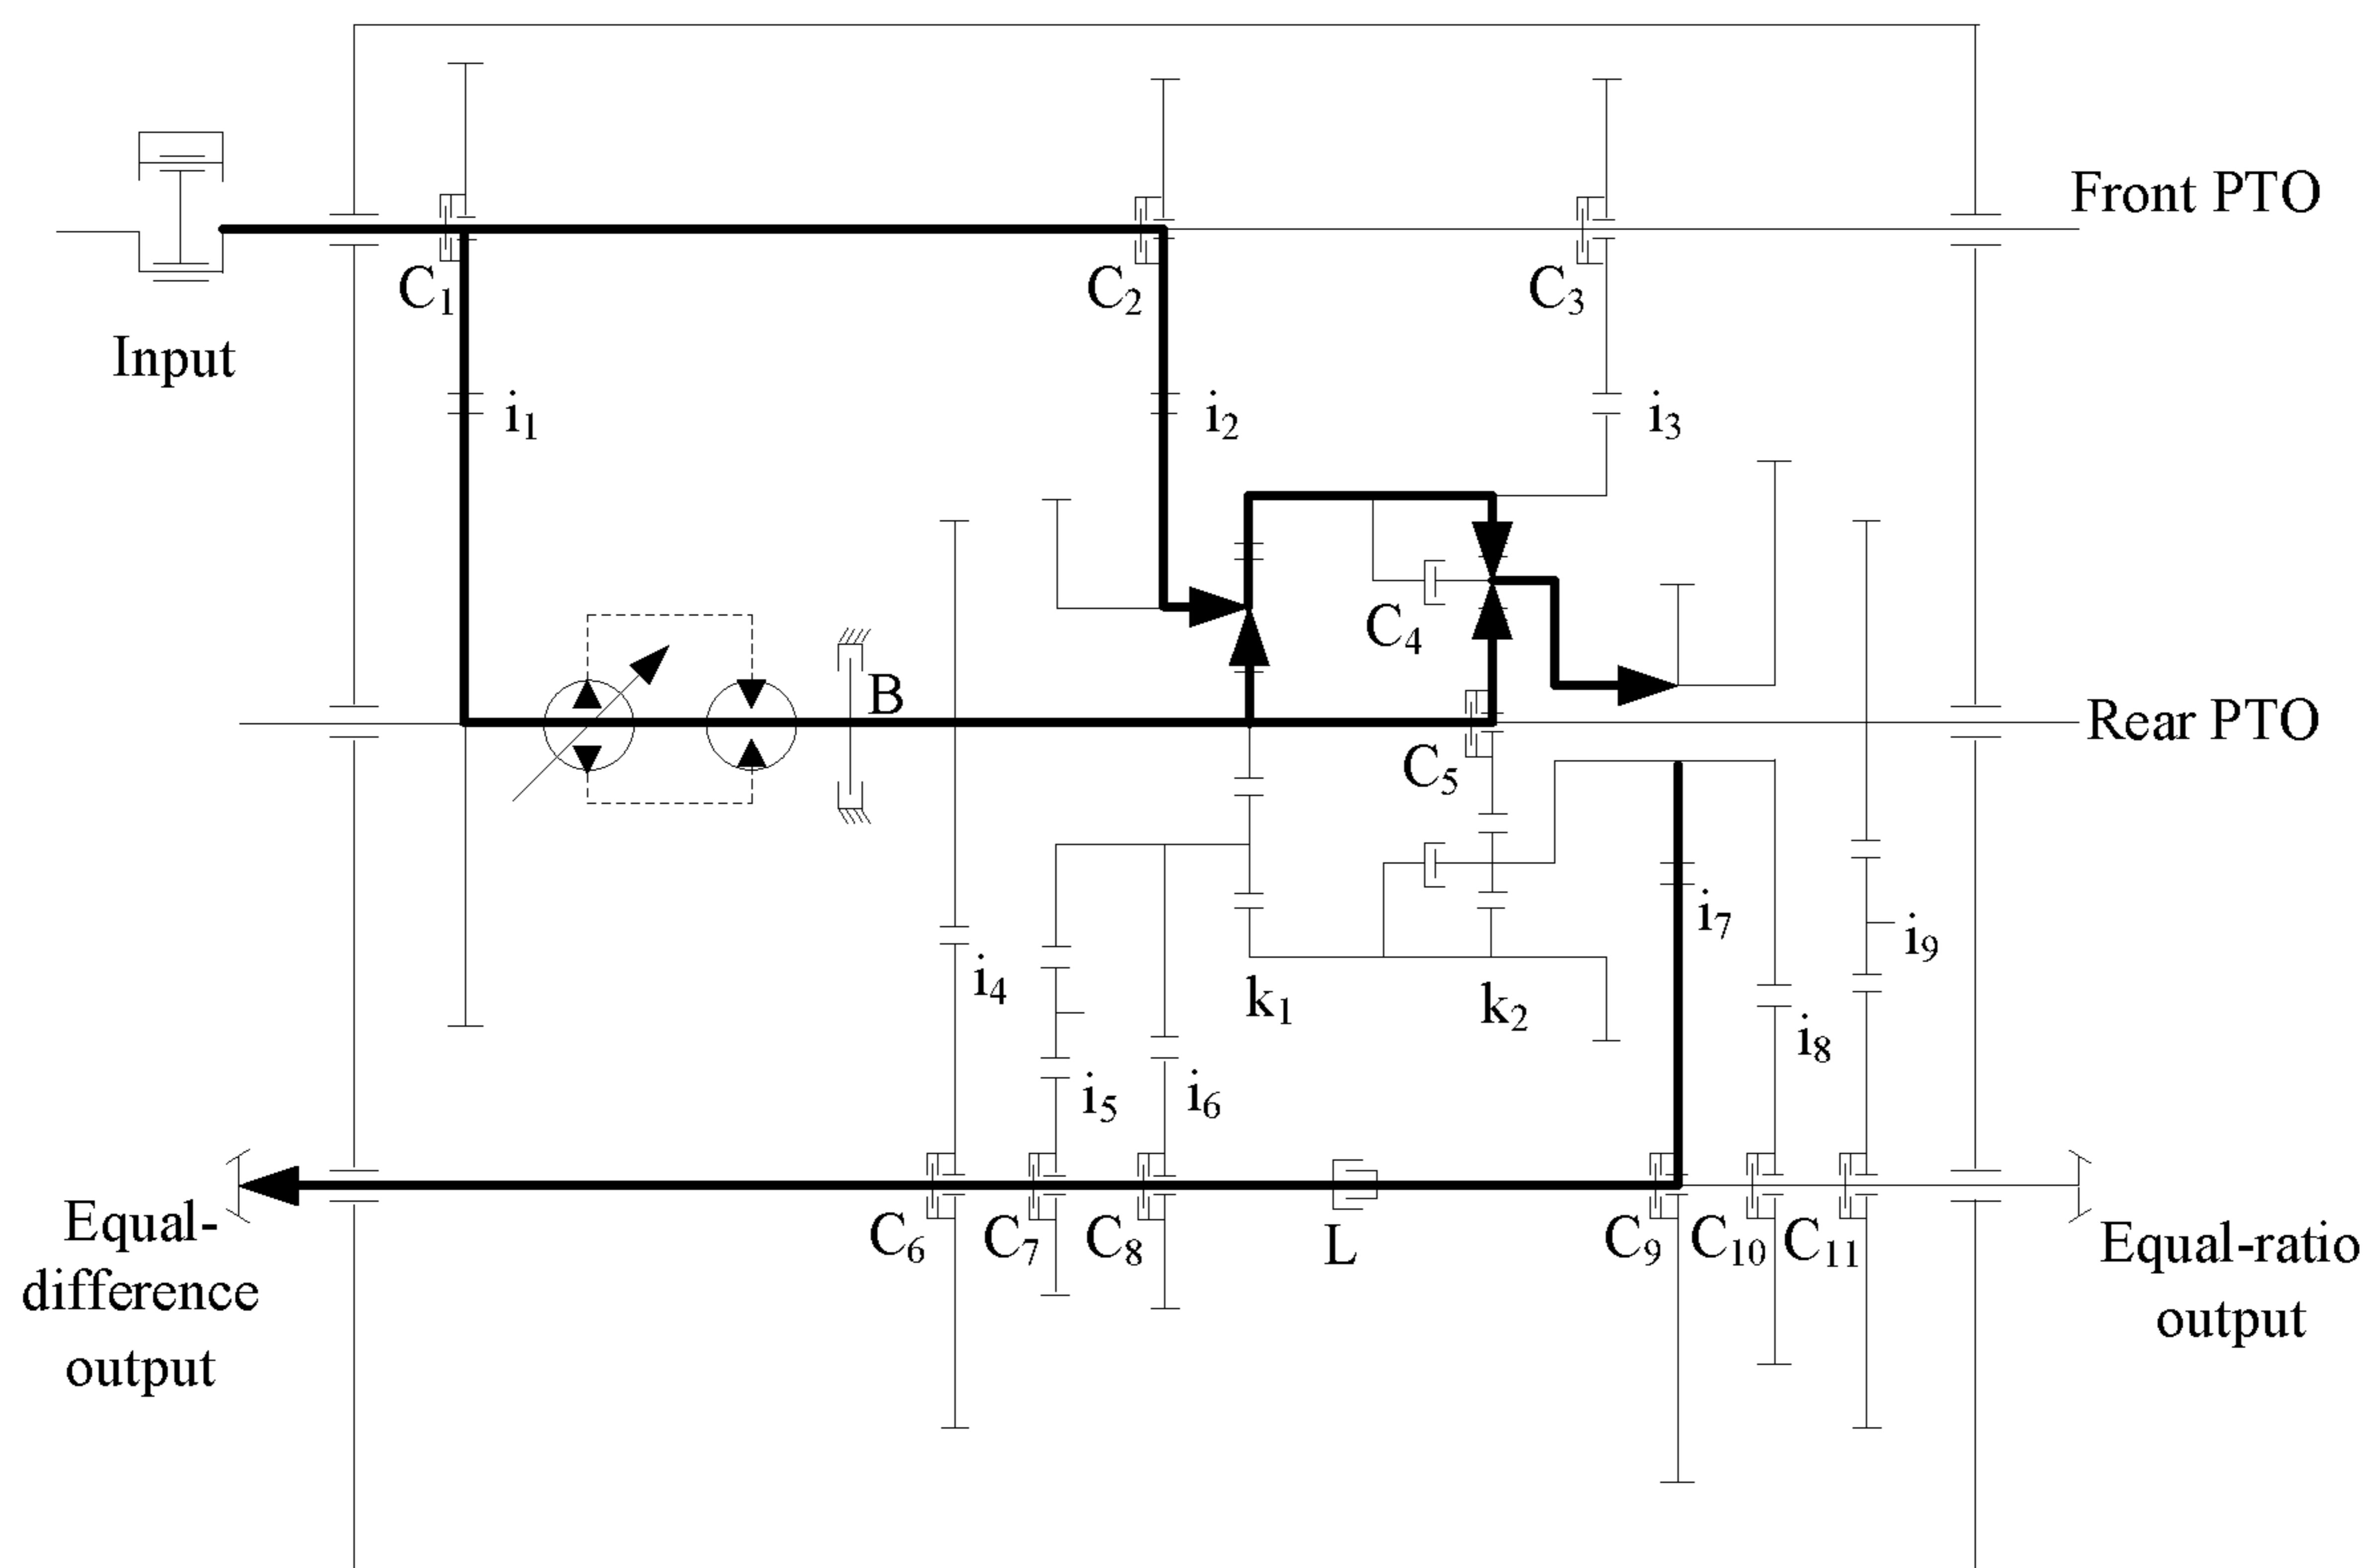 Front PTO
C₁
C₂
C₃
Input
i₁
i₂
i₃
C₄
B
Rear PTO
C₅
i₇
i₉
i₄
k₁
k₂
i₈
i₅
i₆
Equal-
difference
output
C₆
C₇
C₈
L
C₉
C₁₀
C₁₁
Equal-ratio
output